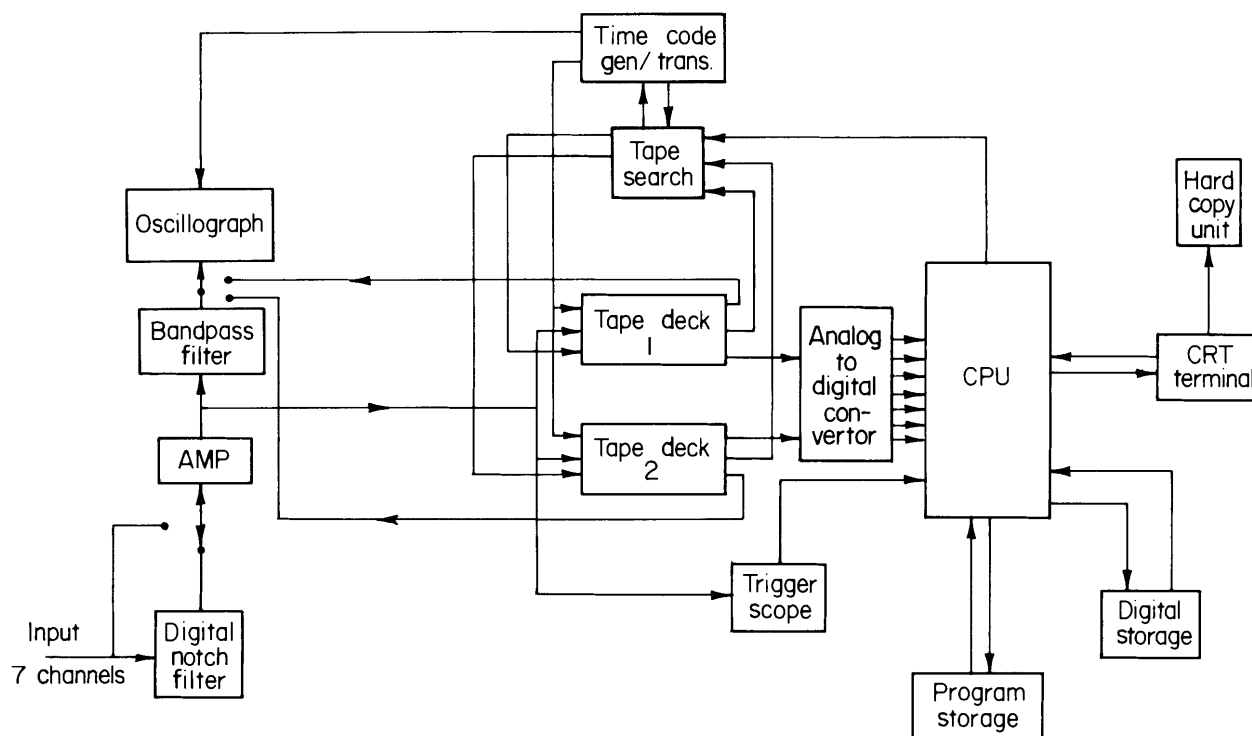 Time code
gen/trans.
Tape
search
Oscillograph
Hard
copy
unit
Bandpass
filter
Tape deck
1
Analog
to
digital
con-
vertor
CPU
CRT
terminal
AMP
Tape deck
2
Trigger
scope
Digital
storage
Input
7 channels
Digital
notch
filter
Program
storage